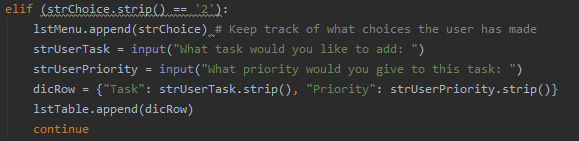 elif (strChoice.strip() == '2'):
lstMenu.append(strChoice) # Keep track of what choices the user has made
strUserTask = input("What task would you like to add: ")
strUserPriority = input("What priority would you give to this task: ")
dicRow = {"Task": strUserTask.strip(), "Priority": strUserPriority.strip()}
lstTable.append(dicRow)
continue